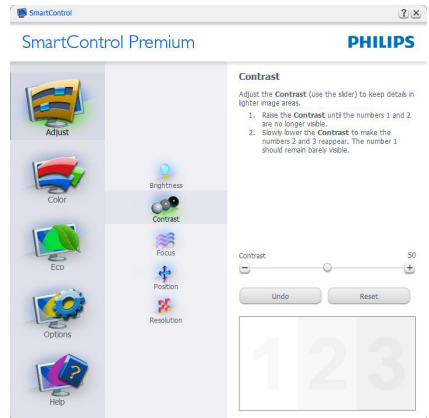 SmartControl
SmartControl Premium
PHILIPS
Adjust
Color
Eco
Options
Help
Brightness
Contrast
Focus
Position
Resolution
Contrast
Adjust the Contrast (use the slider) to keep details in
lighter image areas.
1. Raise the Contrast until the numbers 1 and 2
are no longer visible.
2. Slowly lower the Contrast to make the
numbers 2 and 3 reappear. The number 1
should remain barely visible.
Contrast 50
Undo Reset
1 2 3